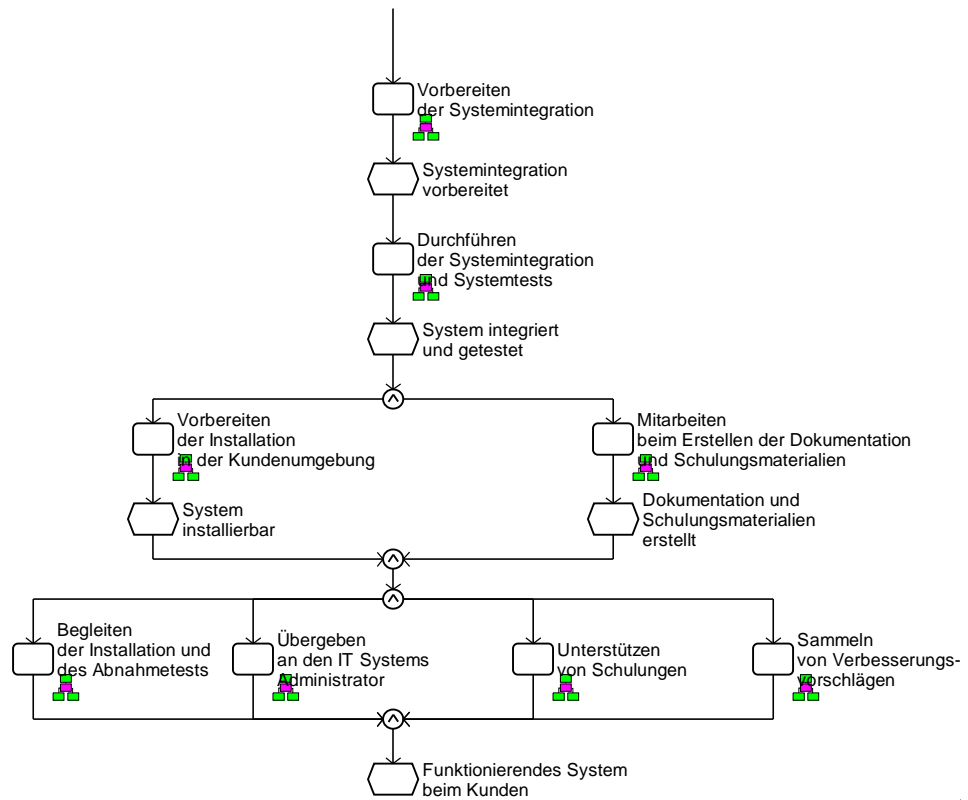 Vorbereiten
der Systemintegration
Systemintegration
vorbereitet
Durchführen
der Systemintegration
und Systemtests
System integriert
und getestet
Vorbereiten
der Installation
in der Kundenumgebung
Mitarbeiten
beim Erstellen der Dokumentation
und Schulungsmaterialien
System
installierbar
Dokumentation und
Schulungsmaterialien
erstellt
Begleiten
der Installation und
des Abnahmetests
Übergeben
an den IT Systems
Administrator
Unterstützen
von Schulungen
Sammeln
von Verbesserungs-
vorschlägen
Funktionierendes System
beim Kunden